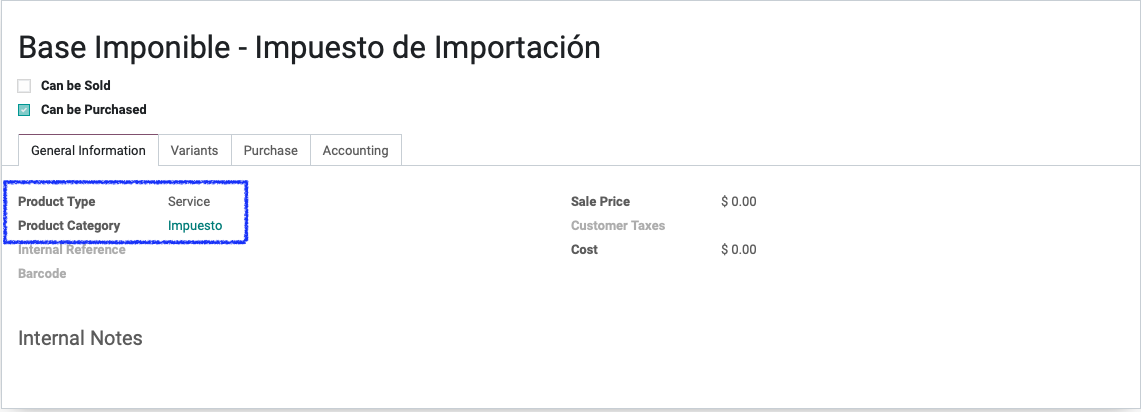 Base Imponible - Impuesto de Importación
Can be Sold
Can be Purchased
General Information Variants Purchase Accounting
Product Type Service Sale Price $ 0.00
Product Category Impuesto Customer Taxes
Internal Reference Cost $ 0.00
Barcode
Internal Notes